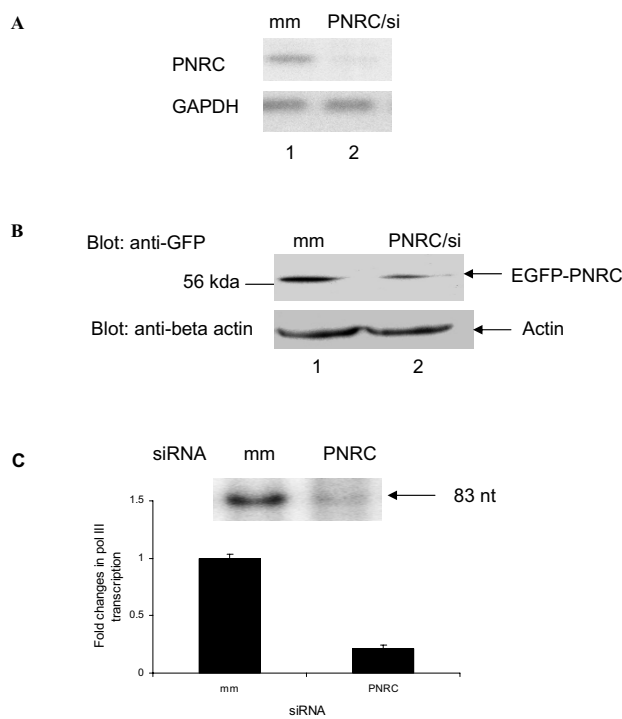 A
mm PNRC/si
PNRC
GAPDH
1 2
B
Blot: anti-GFP mm PNRC/si
56 kda EGFP-PNRC
Blot: anti-beta actin Actin
1 2
C
siRNA mm PNRC
83 nt
1.5
1
0.5
0
Fold changes in pol III
transcription
mm PNRC
siRNA